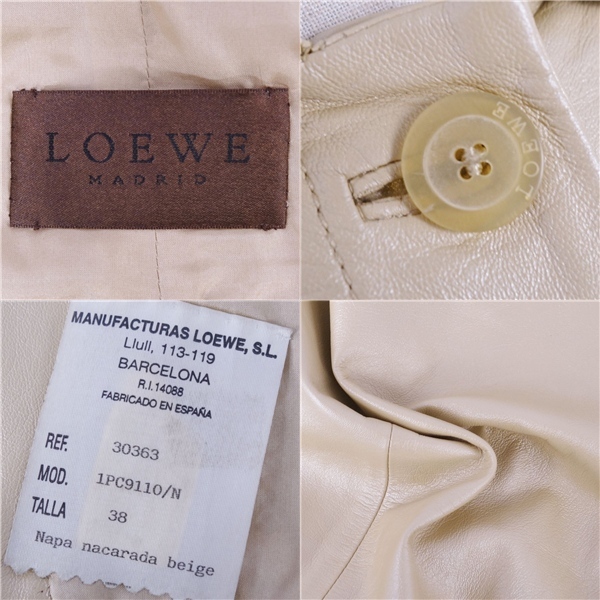 LOEWE
MADRID
LOEWE LO
MANUFACTURAS LOEWE, S.L.
Llull, 113-119
BARCELONA
R.I. 14088
FABRICADO EN ESPAÑA
REF. 30363
MOD. 1PC9110/N
TALLA 38
Napa nacarada beige